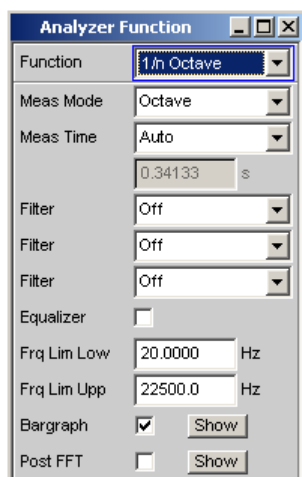 Analyzer Function
Function 1/n Octave
Meas Mode Octave
Meas Time Auto
0.34133 s
Filter Off
Filter Off
Filter Off
Equalizer
Frq Lim Low 20.0000 Hz
Frq Lim Upp 22500.0 Hz
Bargraph Show
Post FFT Show